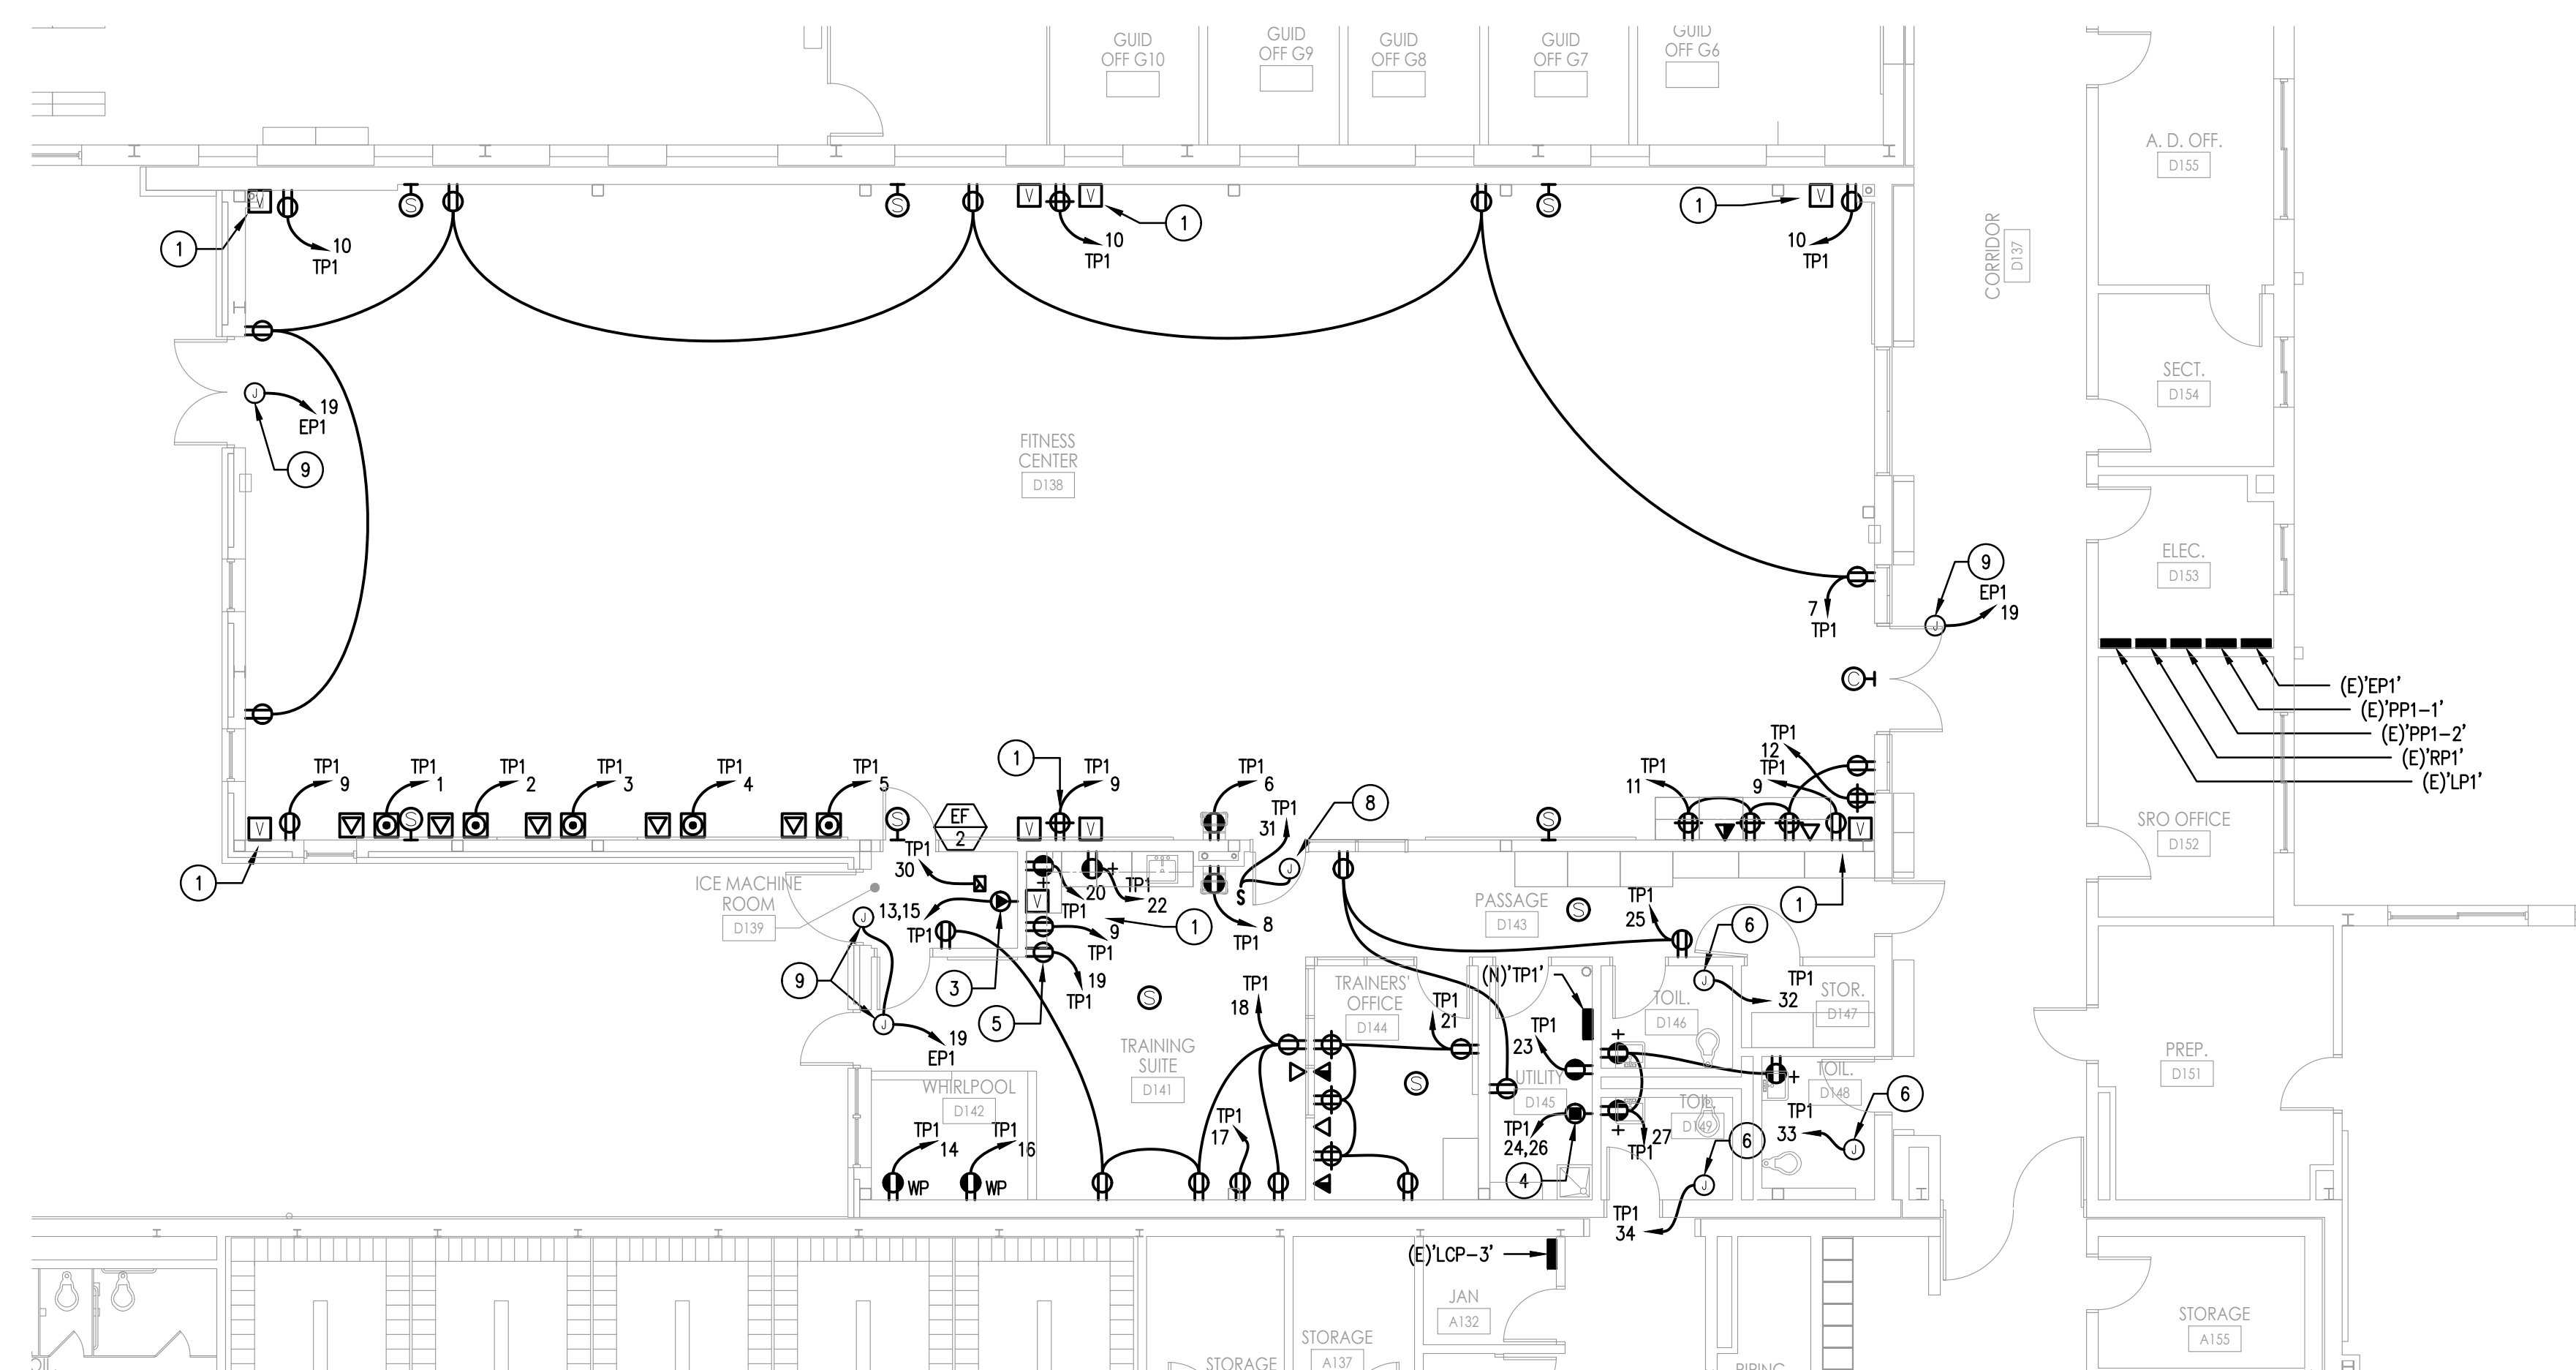 GUID
OFF G10
GUID
OFF G9
GUID
OFF G8
GUID
OFF G7
GUID
OFF G6
A. D. OFF.
D155
CORRIDOR
D137
V
S
S
V
V
S
V
1
1
1
10
TP1
10
TP1
10
TP1
J
19
EP1
9
FITNESS
CENTER
D138
SECT.
D154
ELEC.
D153
9
EP1
19
J
7
TP1
C
(E)'EP1'
(E)'PP1-1'
(E)'PP1-2'
(E)'RP1'
(E)'LP1'
TP1
9
TP1
1
TP1
2
TP1
3
TP1
4
TP1
5
1
TP1
9
TP1
6
TP1
31
8
TP1
11
TP1
12
TP1
9
V
S
S
EF
2
V
V
S
V
SRO OFFICE
D152
1
TP1
30
ICE MACHINE
ROOM
D139
J
13,15
TP1
V
TP1
20
TP1
22
S
J
TP1
8
9
TP1
1
19
TP1
PASSAGE
D143
S
TP1
25
1
6
9
3
5
J
19
EP1
S
TP1
18
TRAINERS'
OFFICE
D144
TP1
21
S
(N)'TP1'
TP1
23
TOIL.
D146
J
TP1
32
STOR.
D147
TRAINING
SUITE
D141
WHIRLPOOL
D142
UTILITY
D145
TOIL.
D148
TOIL.
D149
6
TP1
33
J
PREP.
D151
TP1
14
WP
TP1
16
WP
TP1
17
TP1
24,26
4
TP1
27
6
J
TP1
34
(E)'LCP-3'
JAN
A132
STORAGE
A137
STORAGE
STORAGE
A155
PIPING